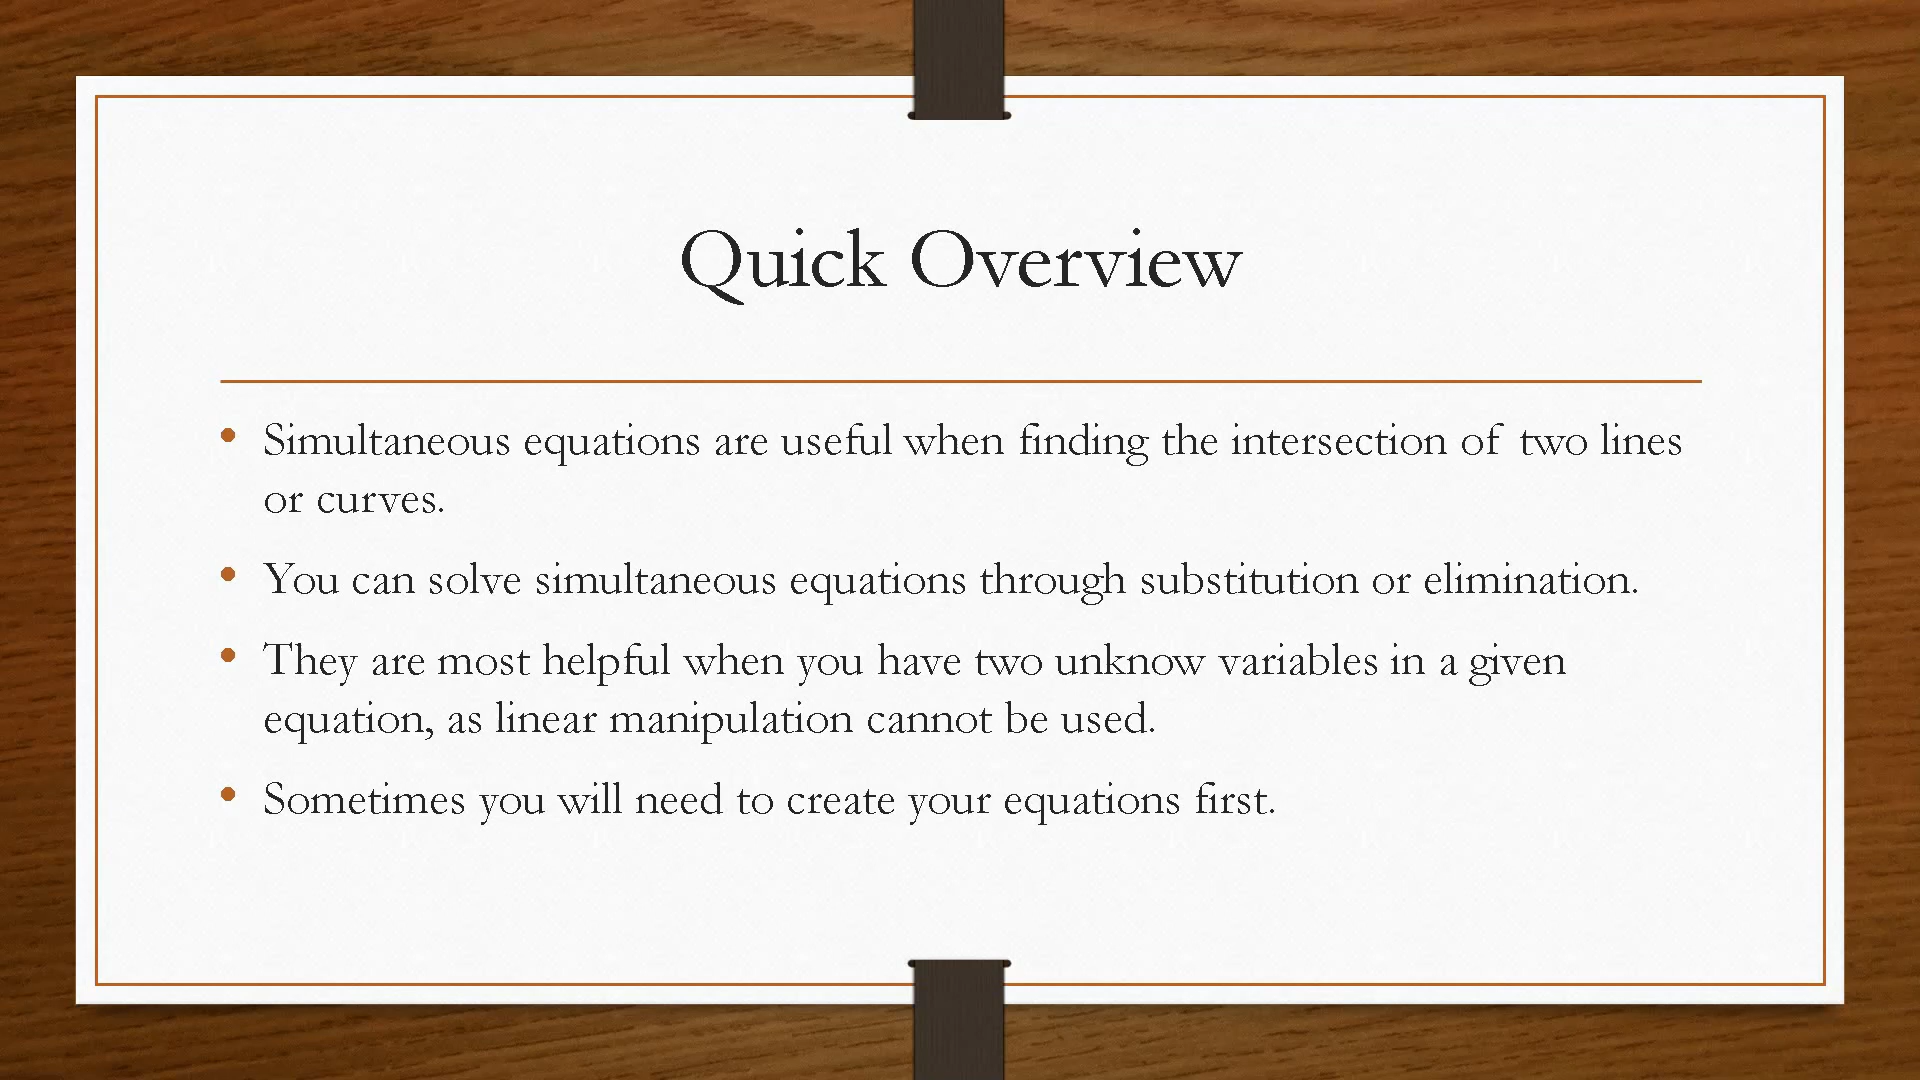 Quick Overview
• Simultaneous equations are useful when finding the intersection of two lines
or curves.
• You can solve simultaneous equations through substitution or elimination.
• They are most helpful when you have two unknow variables in a given
equation, as linear manipulation cannot be used.
• Sometimes you will need to create your equations first.